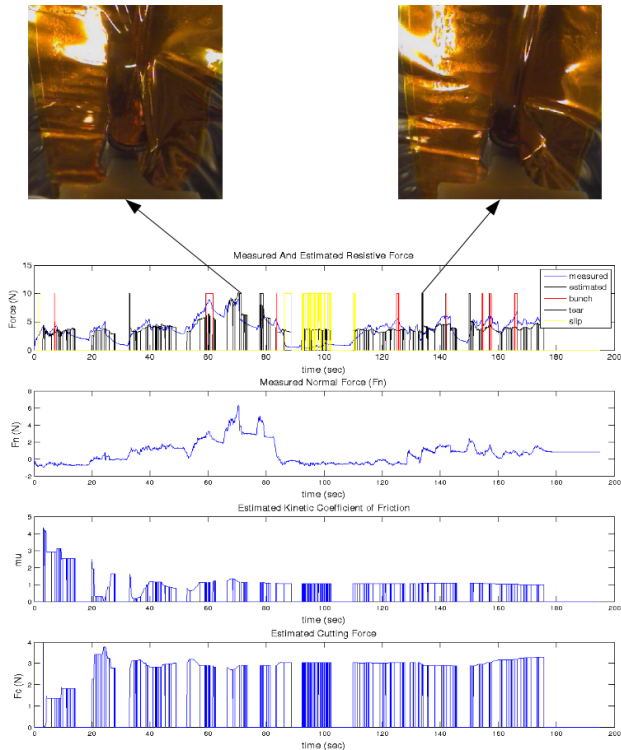 Measured And Estimated Resistive Force
Force (N)
15
10
5
0
measured
estimated
bunch
tear
slip
0 20 40 60 80 100 120 140 160 180 200
time (sec)
Measured Normal Force (Fn)
Fn (N)
8
6
4
2
0
-2
0 20 40 60 80 100 120 140 160 180 200
time (sec)
Estimated Kinetic Coefficient of Friction
mu
5
4
3
2
1
0
0 20 40 60 80 100 120 140 160 180 200
time (sec)
Estimated Cutting Force
Fc (N)
4
3
2
1
0
0 20 40 60 80 100 120 140 160 180 200
time (sec)